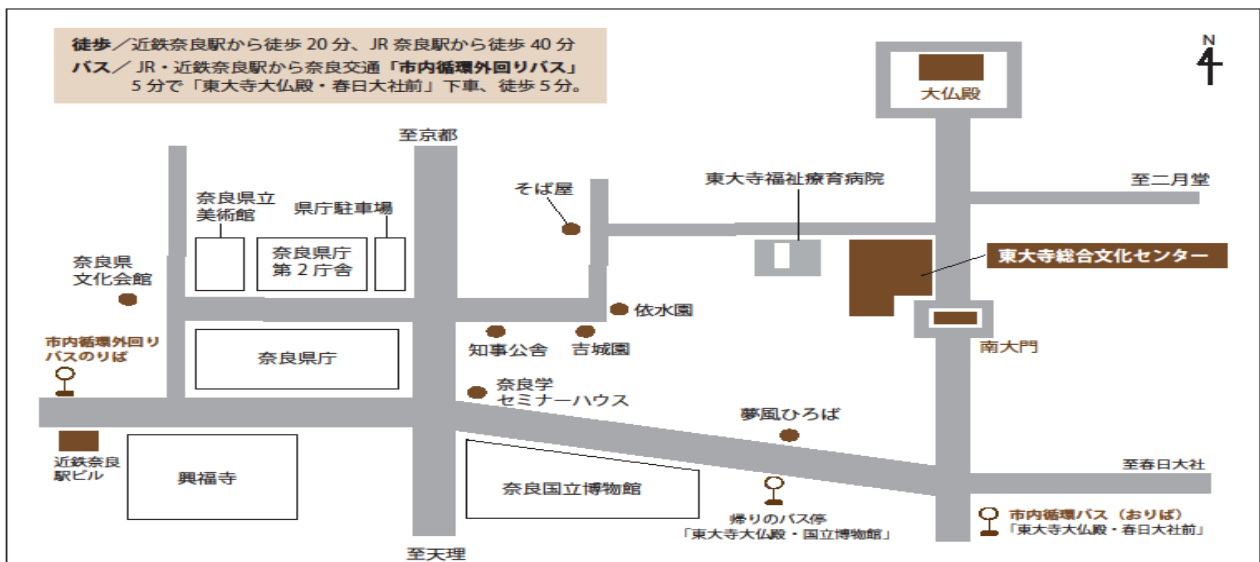 徒歩／近鉄奈良駅から徒歩20分、JR奈良駅から徒歩40分
バス／JR・近鉄奈良駅から奈良交通「市内循環外回りバス」
5分で「東大寺大仏殿・春日大社前」下車、徒歩5分。
N
大仏殿
至京都
東大寺福祉療育病院
至二月堂
そば屋
奈良県立
美術館
県庁駐車場
奈良県庁
第2庁舎
奈良県
文化会館
東大寺総合文化センター
依水園
知事公舎
吉城園
南大門
市内循環外回り
バスのりば
奈良県庁
奈良学
セミナーハウス
夢風ひろば
近鉄奈良
駅ビル
興福寺
奈良国立博物館
至春日大社
帰りのバス停
「東大寺大仏殿・国立博物館」
市内循環バス（おりば）
「東大寺大仏殿・春日大社前」
至天理